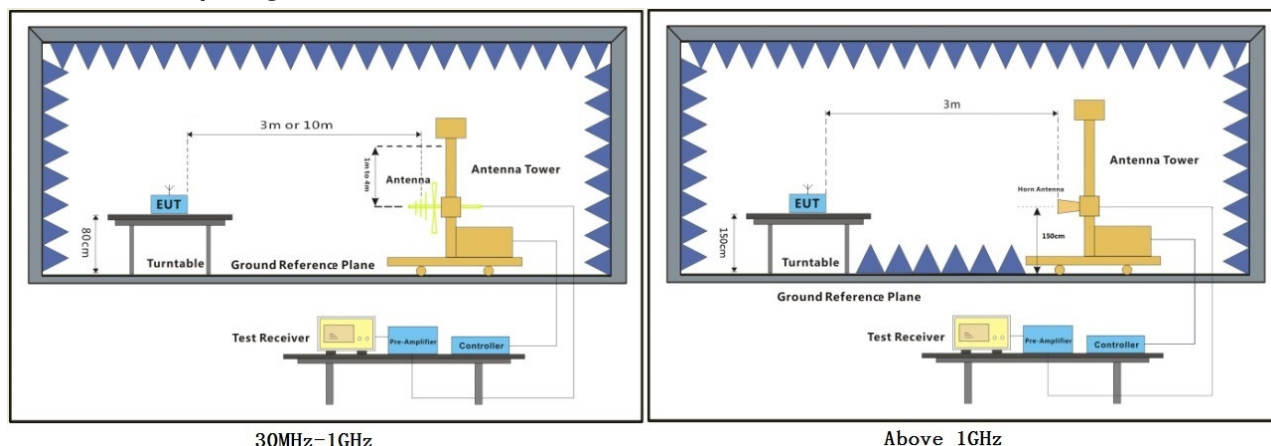 3m or 10m
1m to 4m
Antenna
Antenna Tower
EUT
80cm
Turntable
Ground Reference Plane
Test Receiver
Pre-Amplifier
Controller
30MHz-1GHz
3m
Antenna Tower
Horn Antenna
EUT
150cm
150cm
Turntable
Ground Reference Plane
Test Receiver
Pre-Amplifier
Controller
Above 1GHz